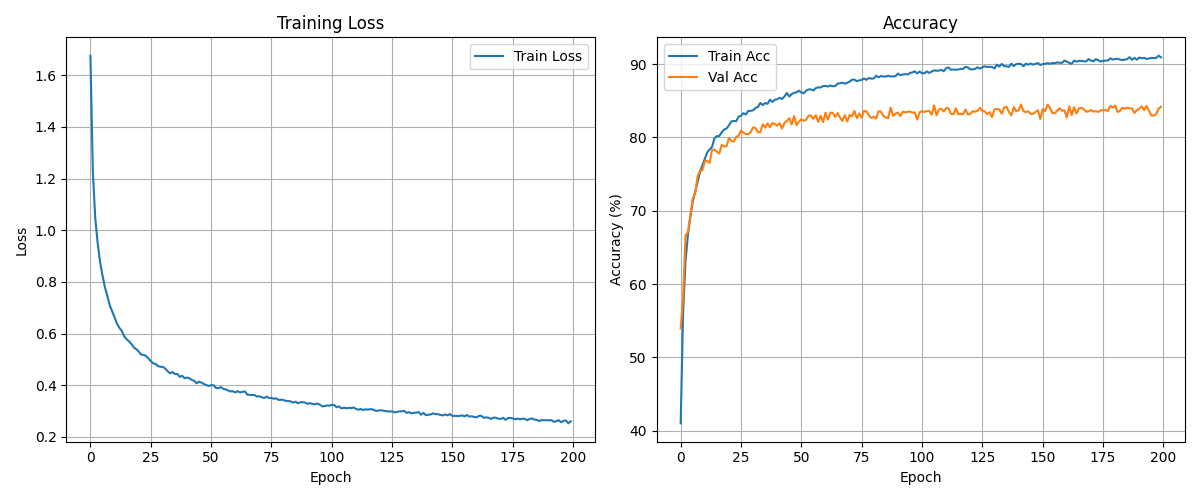 Training Loss
Train Loss
1.6
1.4
1.2
1.0
0.8
0.6
0.4
0.2
Loss
0 25 50 75 100 125 150 175 200
Epoch
Accuracy
Train Acc
Val Acc
90
80
70
60
50
40
Accuracy (%)
0 25 50 75 100 125 150 175 200
Epoch